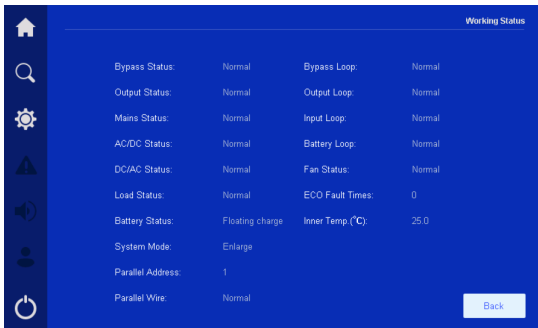 Working Status
Bypass Status: Normal Bypass Loop: Normal
Output Status: Normal Output Loop: Normal
Mains Status: Normal Input Loop: Normal
AC/DC Status: Normal Battery Loop: Normal
DC/AC Status: Normal Fan Status: Normal
Load Status: Normal ECO Fault Times: 0
Battery Status: Floating charge Inner Temp.(°C): 25.0
System Mode: Enlarge
Parallel Address: 1
Parallel Wire: Normal
Back